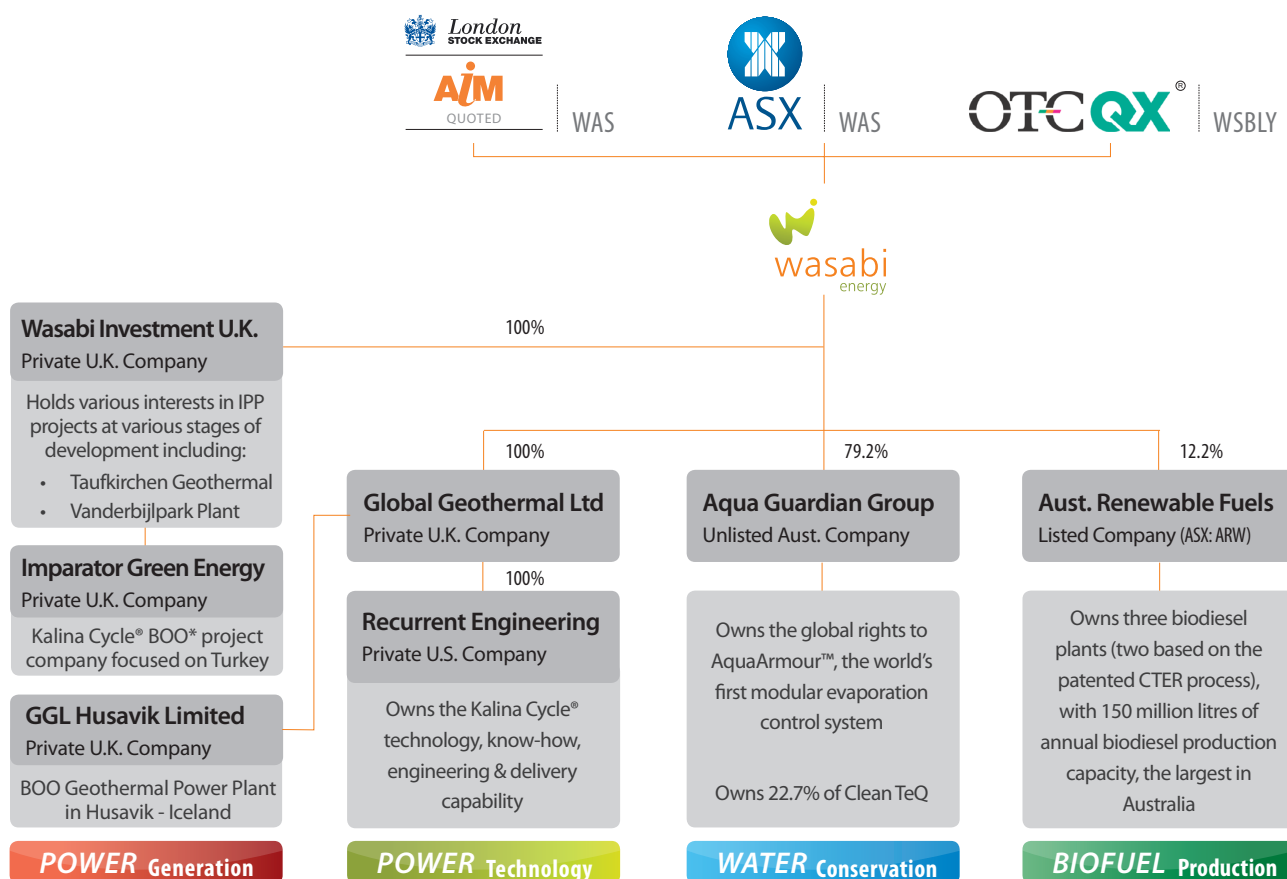 London
STOCK EXCHANGE
AiM
QUOTED
WAS
ASX
WAS
OTCQX®
WSBLY
wasabi
energy
100%
Wasabi Investment U.K.
Private U.K. Company
Holds various interests in IPP
projects at various stages of
development including:
• Taufkirchen Geothermal
• Vanderbijlpark Plant
Imparator Green Energy
Private U.K. Company
Kalina Cycle® BOO* project
company focused on Turkey
GGL Husavik Limited
Private U.K. Company
BOO Geothermal Power Plant
in Husavik - Iceland
POWER Generation
100%
Global Geothermal Ltd
Private U.K. Company
100%
Recurrent Engineering
Private U.S. Company
Owns the Kalina Cycle®
technology, know-how,
engineering & delivery
capability
POWER Technology
79.2%
Aqua Guardian Group
Unlisted Aust. Company
Owns the global rights to
AquaArmour™, the world's
first modular evaporation
control system
Owns 22.7% of Clean TeQ
WATER Conservation
12.2%
Aust. Renewable Fuels
Listed Company (ASX: ARW)
Owns three biodiesel
plants (two based on the
patented CTER process),
with 150 million litres of
annual biodiesel production
capacity, the largest in
Australia
BIOFUEL Production